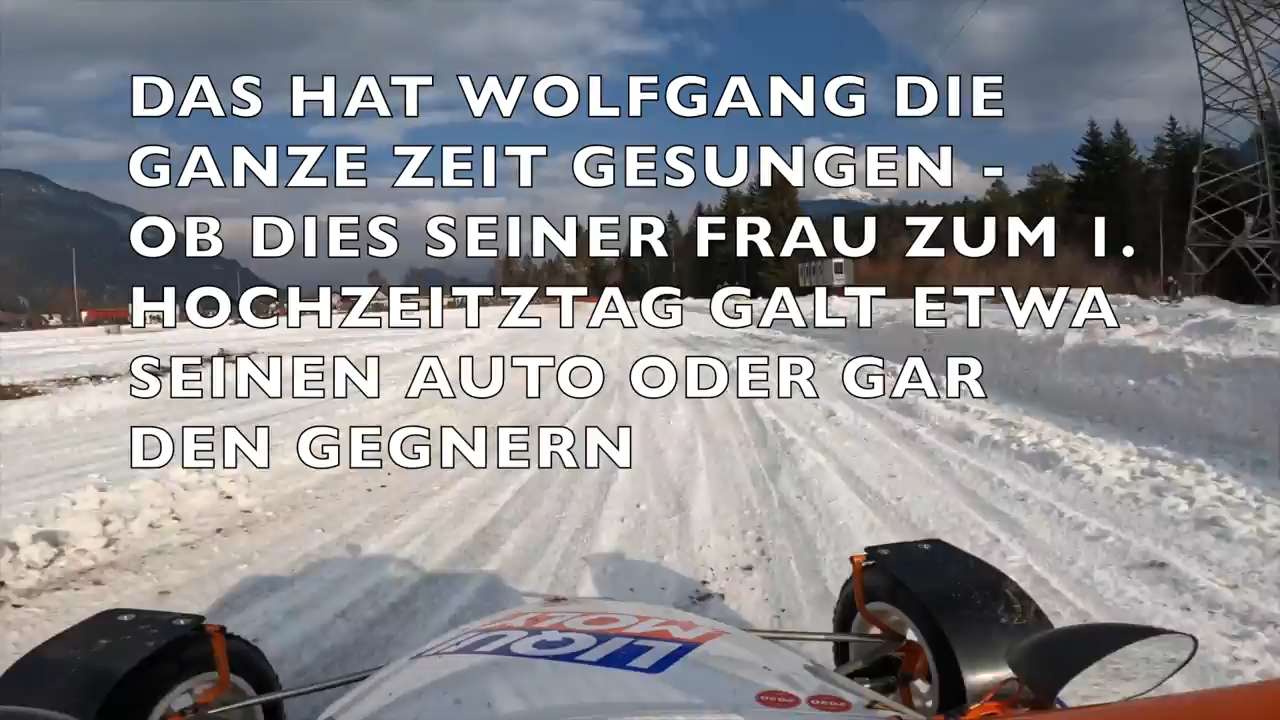 DAS HAT WOLFGANG DIE
GANZE ZEIT GESUNGEN -
OB DIES SEINER FRAU ZUM 1.
HOCHZEITZTAG GALT ETWA
SEINEN AUTO ODER GAR
DEN GEGNERN
LIQUI
MOLY